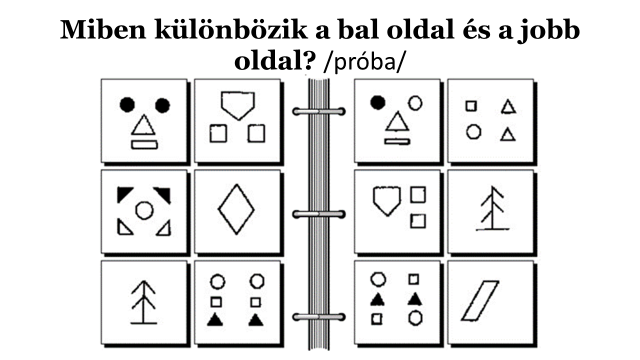 Miben különbözik a bal oldal és a jobb
oldal? /próba/